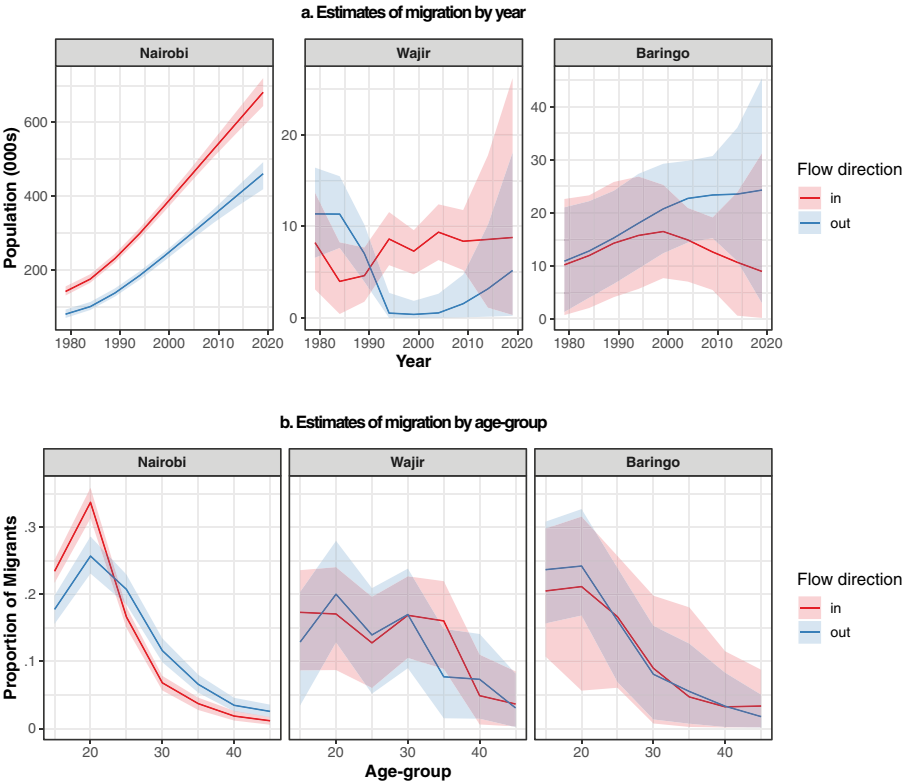 a. Estimates of migration by year
Nairobi
Wajir
Baringo
Population (000s)
600
400
200
20
10
0
40
30
20
10
0
1980 1990 2000 2010 2020
1980 1990 2000 2010 2020
1980 1990 2000 2010 2020
Year
Flow direction
in
out
b. Estimates of migration by age-group
Nairobi
Wajir
Baringo
Proportion of Migrants
.3
.2
.1
0
20 30 40
20 30 40
20 30 40
Age-group
Flow direction
in
out